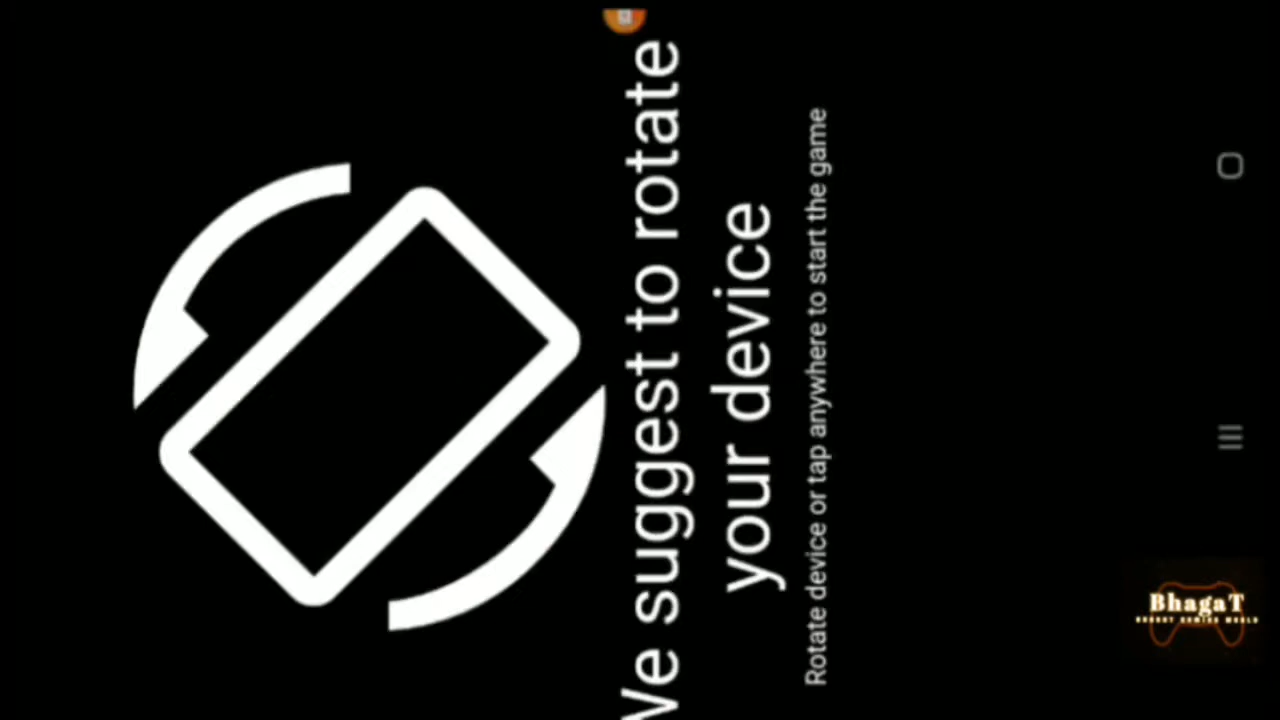 We suggest to rotate
your device
Rotate device or tap anywhere to start the game
BhagaT